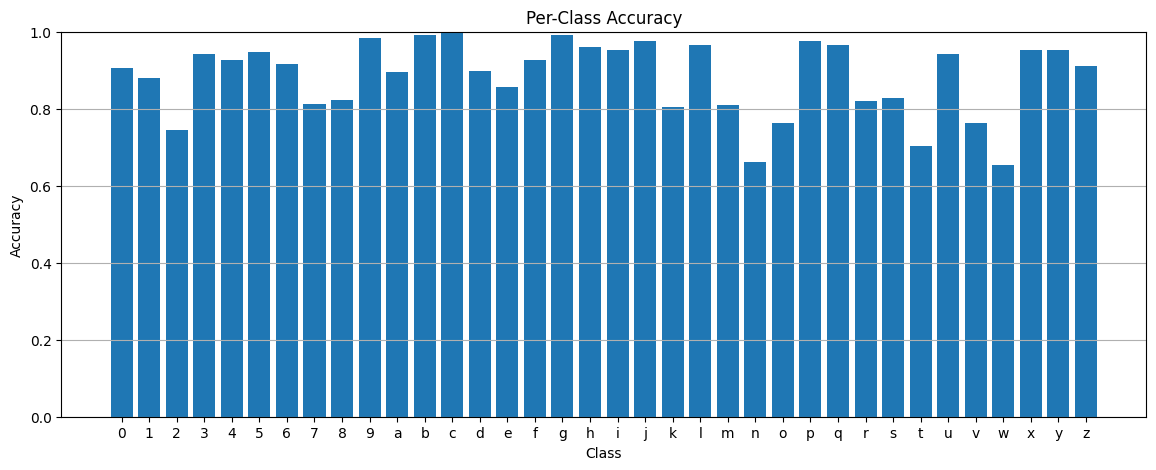 Per-Class Accuracy
1.0
0.8
0.6
0.4
0.2
0.0
Accuracy
0 1 2 3 4 5 6 7 8 9 a b c d e f g h i j k l m n o p q r s t u v w x y z
Class